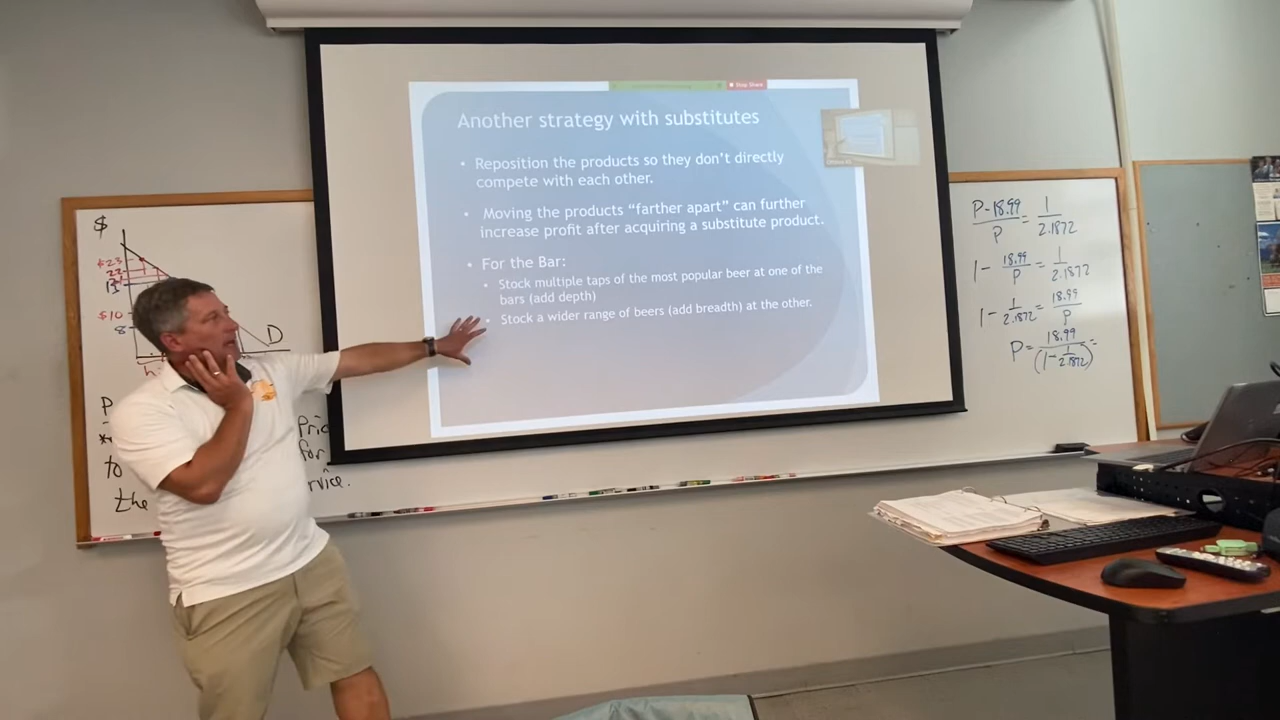 Another strategy with substitutes
• Reposition the products so they don't directly
compete with each other.
• Moving the products "farther apart" can further
increase profit after acquiring a substitute product.
• For the Bar:
• Stock multiple taps of the most popular beer at one of the
bars (add depth)
• Stock a wider range of beers (add breadth) at the other.
Stop Share
$
$23
22
$10
8
D
P
Pric
for
to
the
rvice.
P-18.99/P = 1/2.1872
1 - 18.99/P = 1/2.1872
1 - 1/2.1872 = 18.99/P
P = 18.99/(1 - 1/2.1872) =